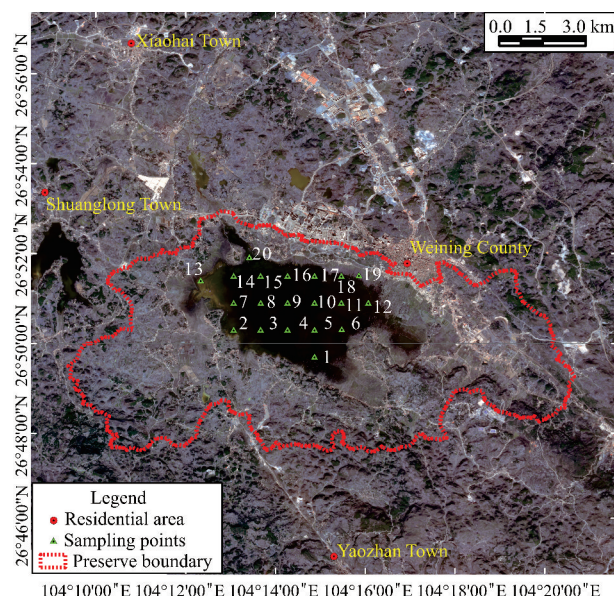 0.0 1.5 3.0 km
Xiaohai Town
26°56'00"N
26°54'00"N
Shuanglong Town
26°52'00"N
Weining County
20
13
14 15 16 17 18 19
7 8 9 10 11 12
2 3 4 5 6
26°50'00"N
1
26°48'00"N
26°46'00"N
Legend
Residential area
Sampling points
Preserve boundary
Yaozhan Town
104°10'00"E 104°12'00"E 104°14'00"E 104°16'00"E 104°18'00"E 104°20'00"E